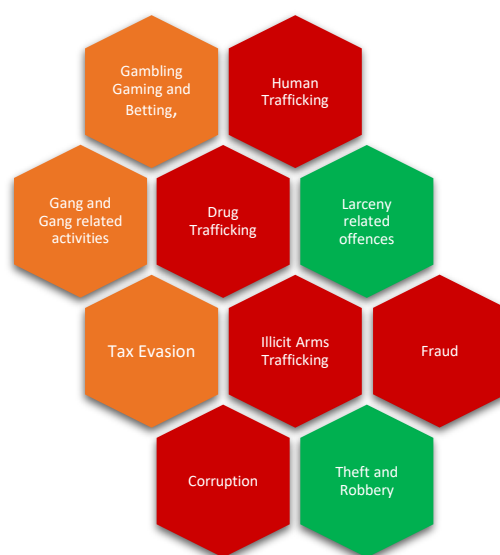 Gambling
Gaming and
Betting,
Human
Trafficking
Gang and
Gang related
activities
Drug
Trafficking
Larceny
related
offences
Tax Evasion
Illicit Arms
Trafficking
Fraud
Corruption
Theft and
Robbery